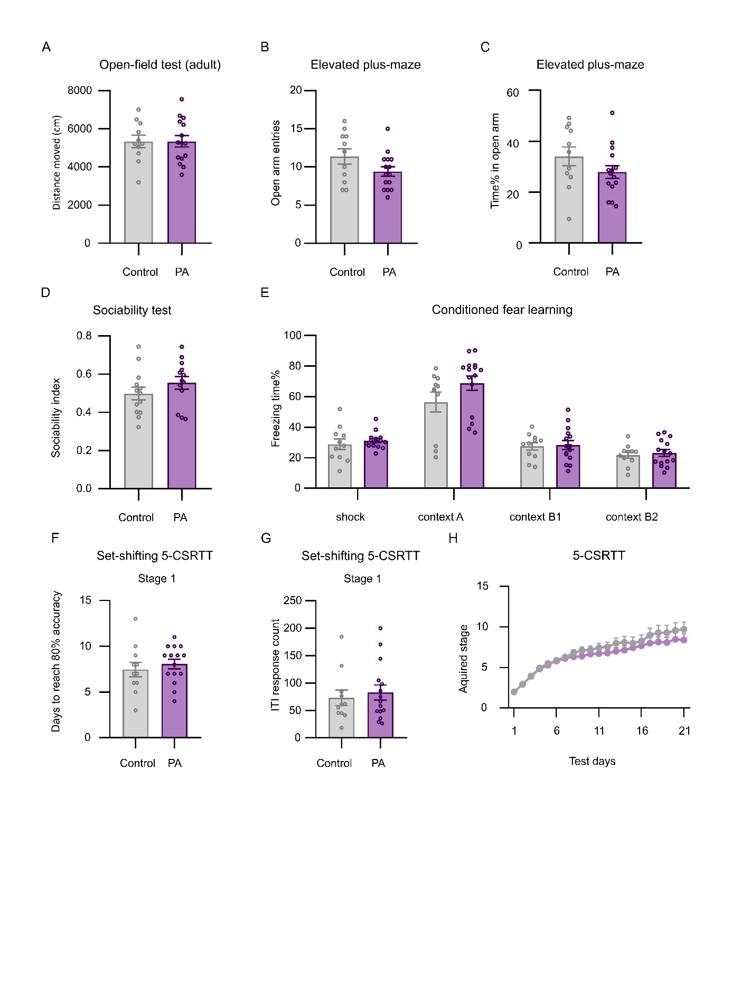 A
Open-field test (adult)
Distance moved (cm)
8000
6000
4000
2000
0
Control PA
B
Elevated plus-maze
Open arm entries
20
15
10
5
0
Control PA
C
Elevated plus-maze
Time% in open arm
60
40
20
0
Control PA
D
Sociability test
Sociability index
0.8
0.6
0.4
0.2
0.0
Control PA
E
Conditioned fear learning
Freezing time%
100
80
60
40
20
0
shock context A context B1 context B2
F
Set-shifting 5-CSRTT
Stage 1
Days to reach 80% accuracy
15
10
5
0
Control PA
G
Set-shifting 5-CSRTT
Stage 1
ITI response count
250
200
150
100
50
0
Control PA
H
5-CSRTT
Aquired stage
15
10
5
0
1 6 11 16 21
Test days